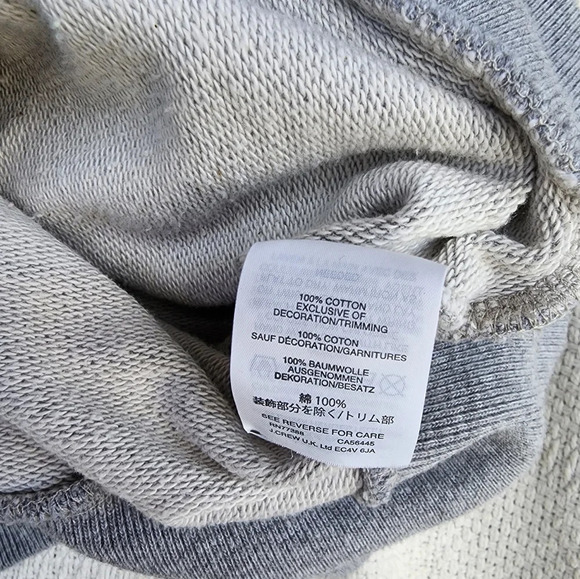 100% COTTON
EXCLUSIVE OF
DECORATION/TRIMMING
100% COTON
SAUF DÉCORATION/GARNITURES
100% BAUMWOLLE
AUSGENOMMEN
DEKORATION/BESATZ
綿 100%
装飾部分を除く/トリム部
SEE REVERSE FOR CARE
RN77388 CA56445
J.CREW U.K. Ltd EC4V 6JA